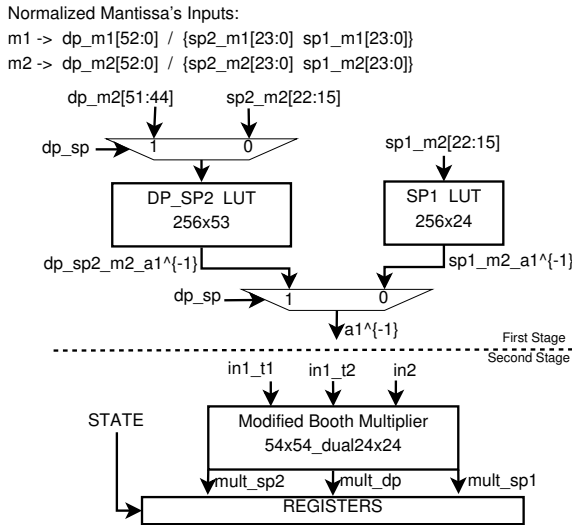 Normalized Mantissa's Inputs:
m1 -> dp_m1[52:0] / {sp2_m1[23:0] sp1_m1[23:0]}
m2 -> dp_m2[52:0] / {sp2_m2[23:0] sp1_m2[23:0]}
dp_m2[51:44] sp2_m2[22:15]
dp_sp 1 0 sp1_m2[22:15]
DP_SP2 LUT SP1 LUT
256x53 256x24
dp_sp2_m2_a1^{-1} sp1_m2_a1^{-1}
dp_sp 1 0
a1^{-1}
First Stage
Second Stage
in1_t1 in1_t2 in2
STATE Modified Booth Multiplier
54x54_dual24x24
mult_sp2 mult_dp mult_sp1
REGISTERS